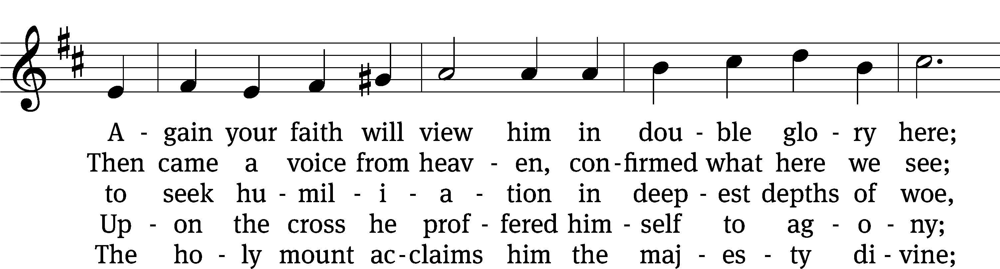 A - gain your faith will view him in dou - ble glo - ry here;
Then came a voice from heav - en, con - firmed what here we see;
to seek hu - mil - i - a - tion in deep - est depths of woe,
Up - on the cross he prof - fered him - self to ag - o - ny;
The ho - ly mount ac - claims him the maj - es - ty di - vine;